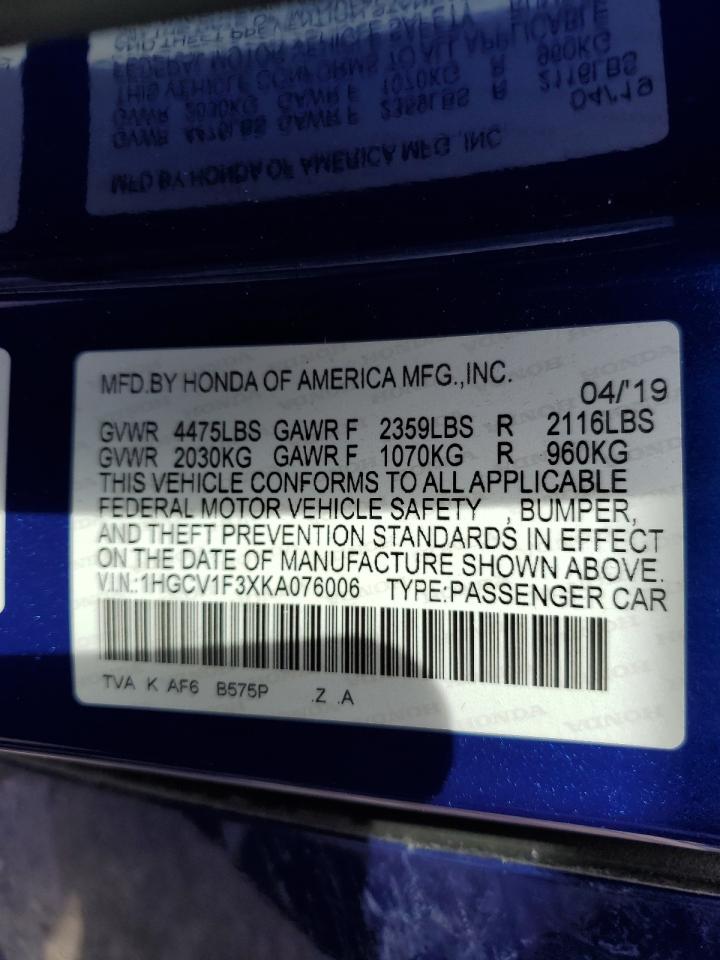 MFD.BY HONDA OF AMERICA MFG.,INC.
04/'19
GVWR 4475LBS GAWR F 2359LBS R 2116LBS
GVWR 2030KG GAWR F 1070KG R 960KG
THIS VEHICLE CONFORMS TO ALL APPLICABLE
FEDERAL MOTOR VEHICLE SAFETY , BUMPER,
AND THEFT PREVENTION STANDARDS IN EFFECT
ON THE DATE OF MANUFACTURE SHOWN ABOVE.
V.I.N.:1HGCV1F3XKA076006 TYPE:PASSENGER CAR
TVA K AF6 B575P .Z .A